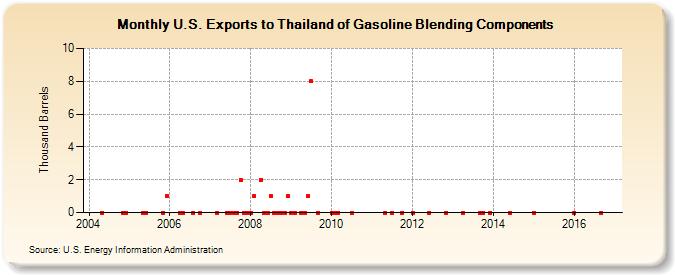 Monthly U.S. Exports to Thailand of Gasoline Blending Components
Thousand Barrels
10
8
6
4
2
0
2004 2006 2008 2010 2012 2014 2016
Source: U.S. Energy Information Administration